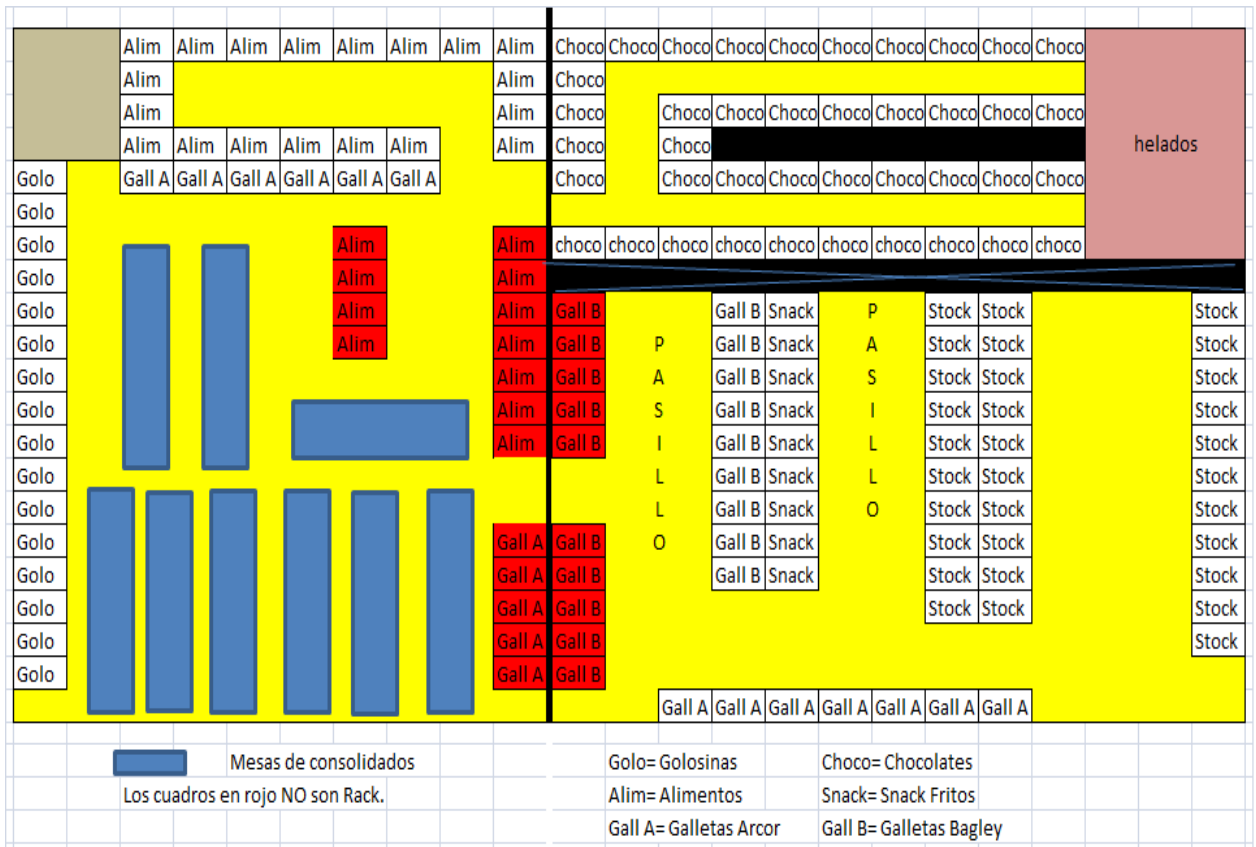 Alim Alim Alim Alim Alim Alim Alim Alim Choco Choco Choco Choco Choco Choco Choco Choco Choco Choco
Alim Alim Choco
Alim Alim Choco Choco Choco Choco Choco Choco Choco Choco Choco
Alim Alim Alim Alim Alim Alim Alim Choco Choco helados
Golo Gall A Gall A Gall A Gall A Gall A Gall A Choco Choco Choco Choco Choco Choco Choco Choco Choco
Golo
Golo Alim Alim choco choco choco choco choco choco choco choco choco choco
Golo Alim Alim
Golo Alim Alim Gall B Gall B Snack P Stock Stock Stock
Golo Alim Alim Gall B P Gall B Snack A Stock Stock Stock
Golo Alim Gall B A Gall B Snack S Stock Stock Stock
Golo Alim Gall B S Gall B Snack I Stock Stock Stock
Golo Alim Gall B I Gall B Snack L Stock Stock Stock
Golo L Gall B Snack L Stock Stock Stock
Golo L Gall B Snack O Stock Stock Stock
Golo Gall A Gall B O Gall B Snack Stock Stock Stock
Golo Gall A Gall B Gall B Snack Stock Stock Stock
Golo Gall A Gall B Stock Stock Stock
Golo Gall A Gall B Stock
Golo Gall A Gall B
Gall A Gall A Gall A Gall A Gall A Gall A Gall A
Mesas de consolidados Golo= Golosinas Choco= Chocolates
Los cuadros en rojo NO son Rack. Alim= Alimentos Snack= Snack Fritos
Gall A= Galletas Arcor Gall B= Galletas Bagley